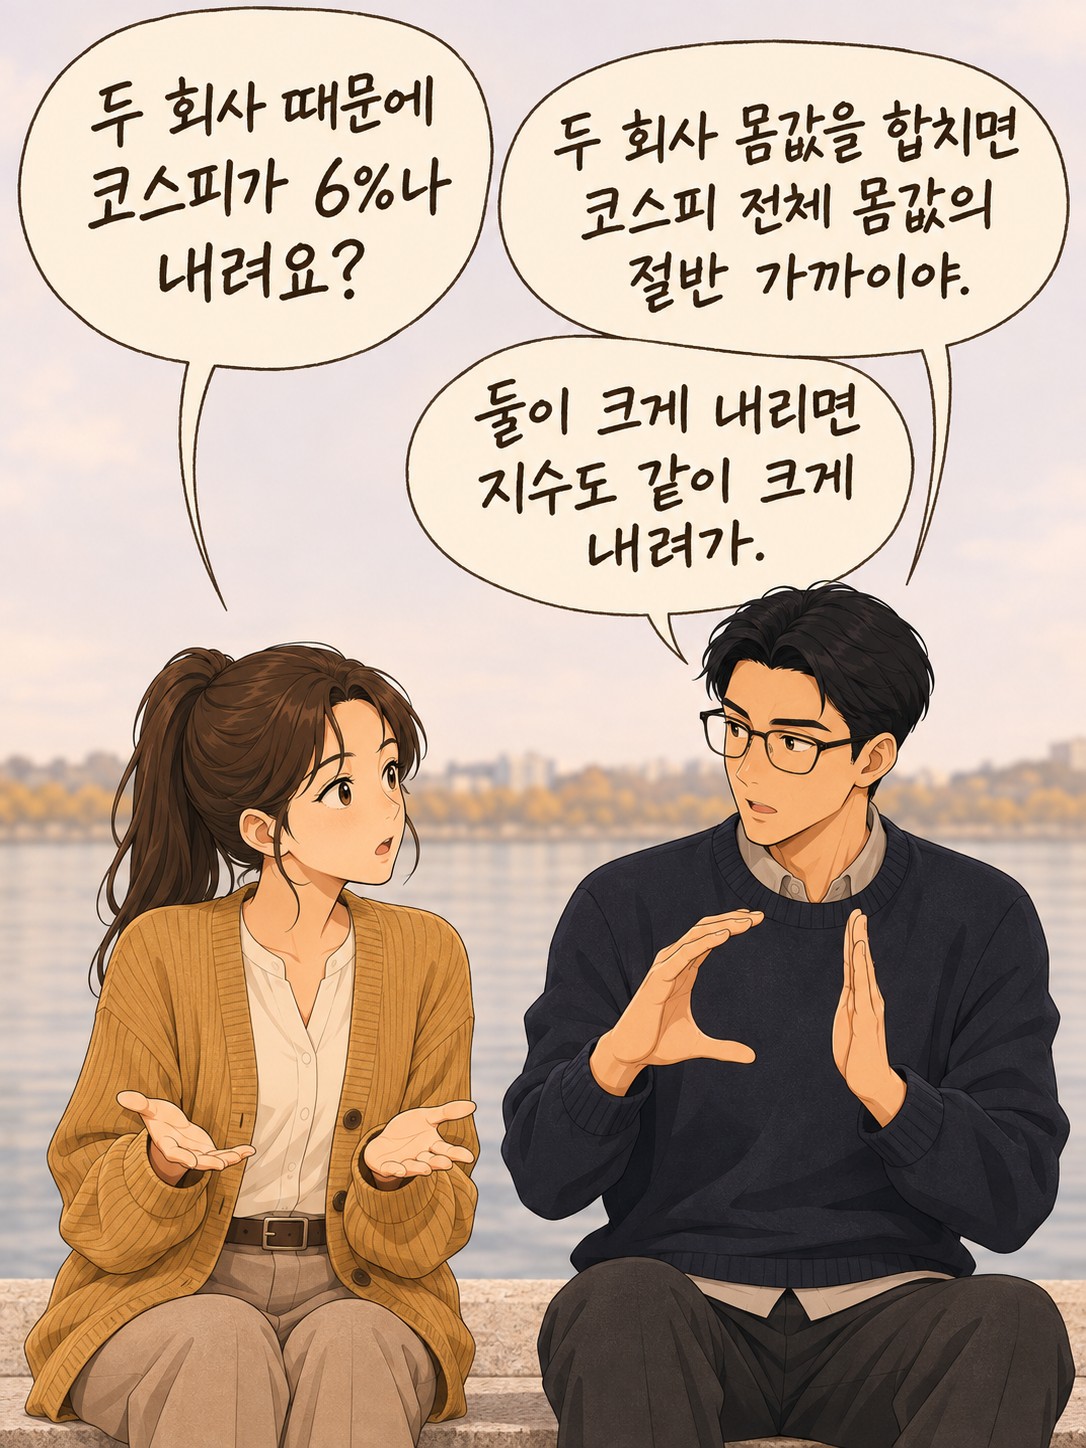 두 회사 때문에
코스피가 6%나
내려요?
두 회사 몸값을 합치면
코스피 전체 몸값의
절반 가까이야.
둘이 크게 내리면
지수도 같이 크게
내려가.